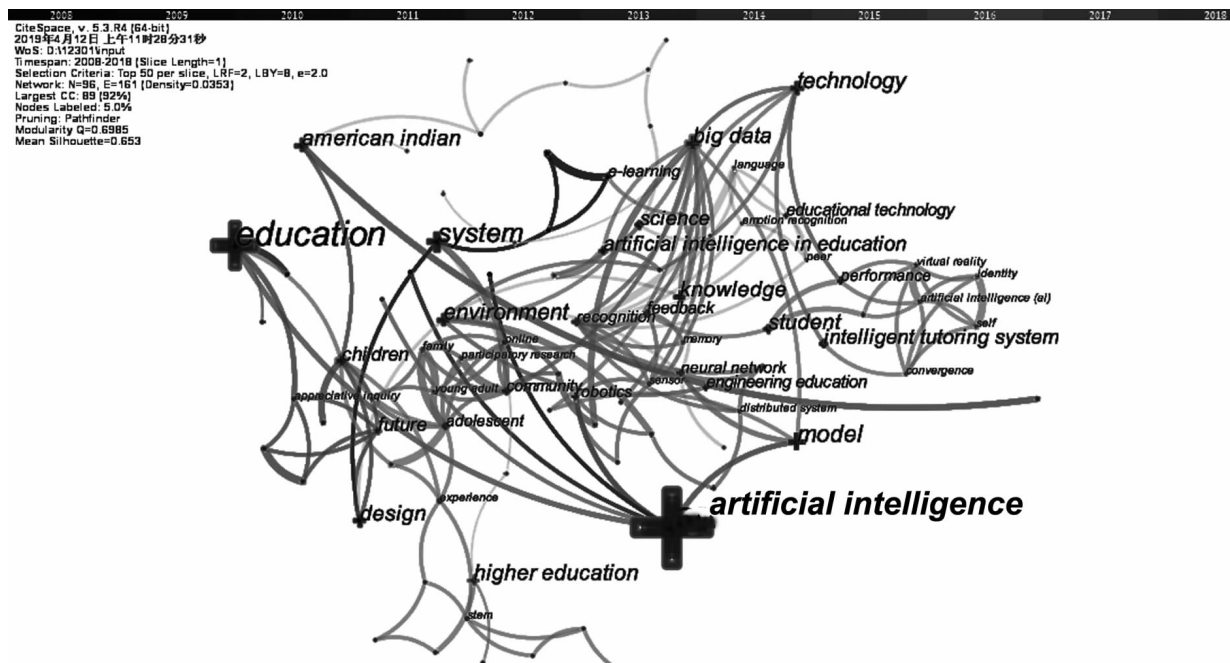 2008 2009 2010 2011 2012 2013 2014 2015 2016 2017 2018
CiteSpace, v. 5.3.R4 (64-bit)
2019年4月12日 上午11时28分31秒
WoS: D:\12301\input
Timespan: 2008-2018 (Slice Length=1)
Selection Criteria: Top 50 per slice, LRF=2, LBY=8, e=2.0
Network: N=96, E=161 (Density=0.0353)
Largest CC: 89 (92%)
Nodes Labeled: 5.0%
Pruning: Pathfinder
Modularity Q=0.6985
Mean Silhouette=0.653
technology
american indian
big data
language
e-learning
educational technology
science
emotion recognition
education
system
artificial intelligence in education
peer
virtual reality
performance
identity
knowledge
artificial intelligence (ai)
environment
recognition
feedback
student
self
intelligent tutoring system
online
memory
family
children
participatory research
neural network
convergence
sensor
engineering education
young adult
community
robotics
appreciative inquiry
distributed system
future
adolescent
model
experience
artificial intelligence
design
higher education
stem